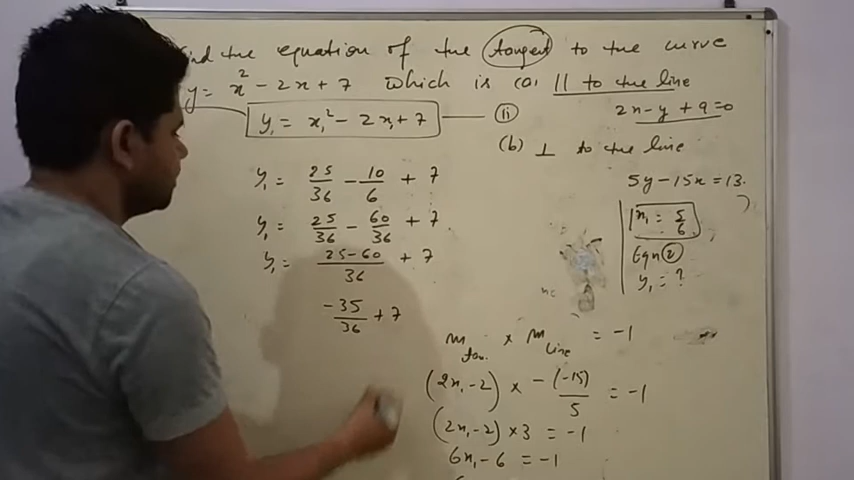 ind the equation of the tangent to the curve
y = x² - 2x + 7 which is (a) || to the line
2x - y + 9 = 0
y₁ = x₁² - 2x₁ + 7 (ii)
(b) ⊥ to the line
5y - 15x = 13.
y₁ = 25/36 - 10/6 + 7
y₁ = 25/36 - 60/36 + 7
y₁ = 25-60/36 + 7
-35/36 + 7
x₁ = 5/6
Eqn (2)
y₁ = ?
m tan. × m line = -1
(2x₁ - 2) × -(-15)/5 = -1
(2x₁ - 2) × 3 = -1
6x₁ - 6 = -1